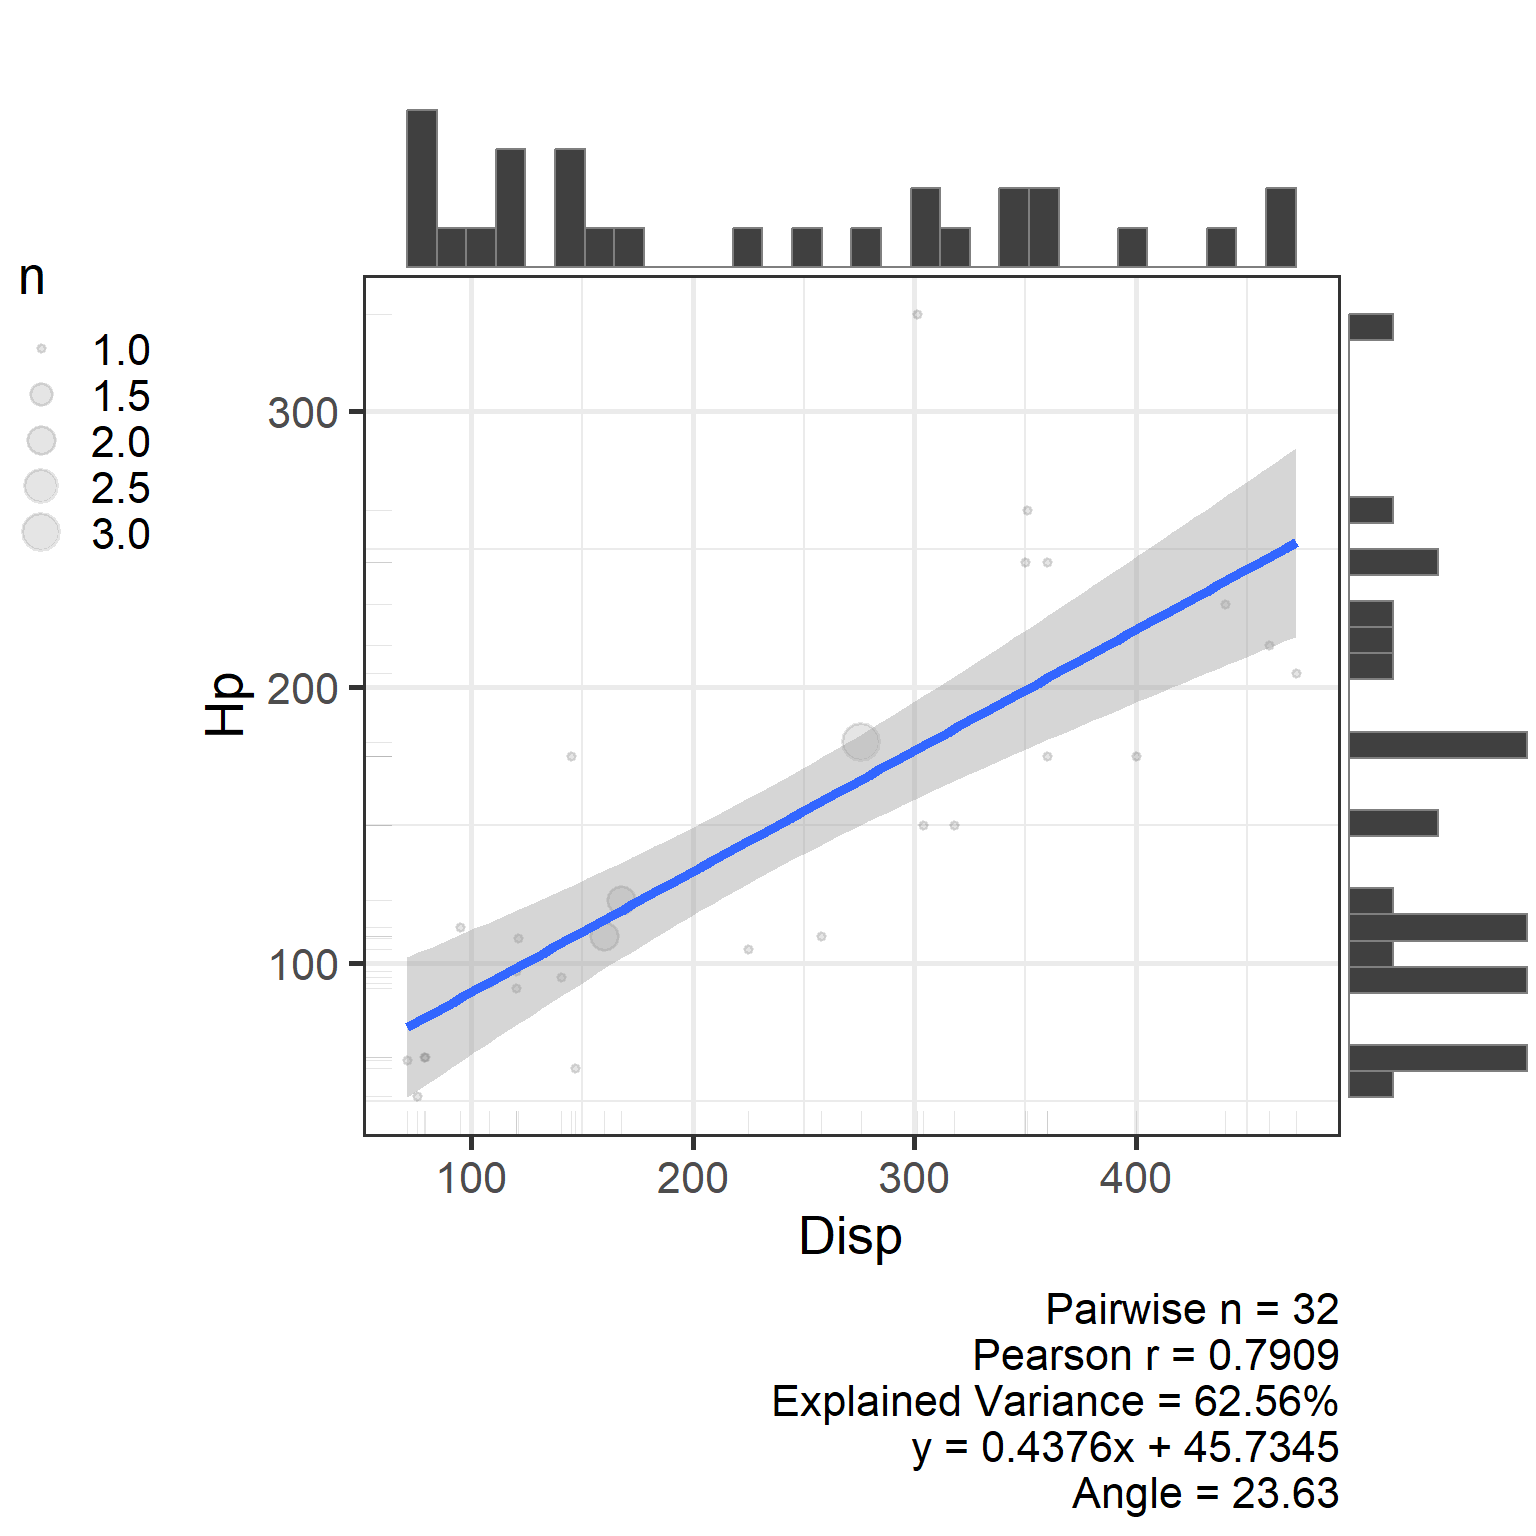 n
1.0
1.5
2.0
2.5
3.0
300
200
100
Hp
100 200 300 400
Disp
Pairwise n = 32
Pearson r = 0.7909
Explained Variance = 62.56%
y = 0.4376x + 45.7345
Angle = 23.63